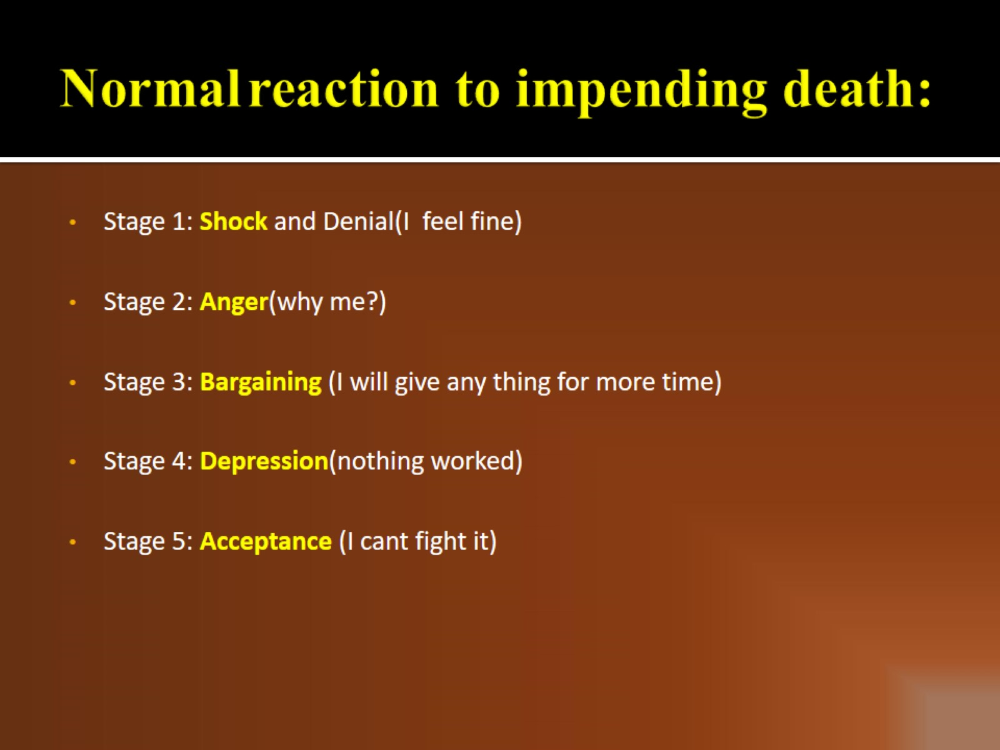 Normal reaction to impending death:
• Stage 1: Shock and Denial(I  feel fine)
• Stage 2: Anger(why me?)
• Stage 3: Bargaining (I will give any thing for more time)
• Stage 4: Depression(nothing worked)
• Stage 5: Acceptance (I cant fight it)